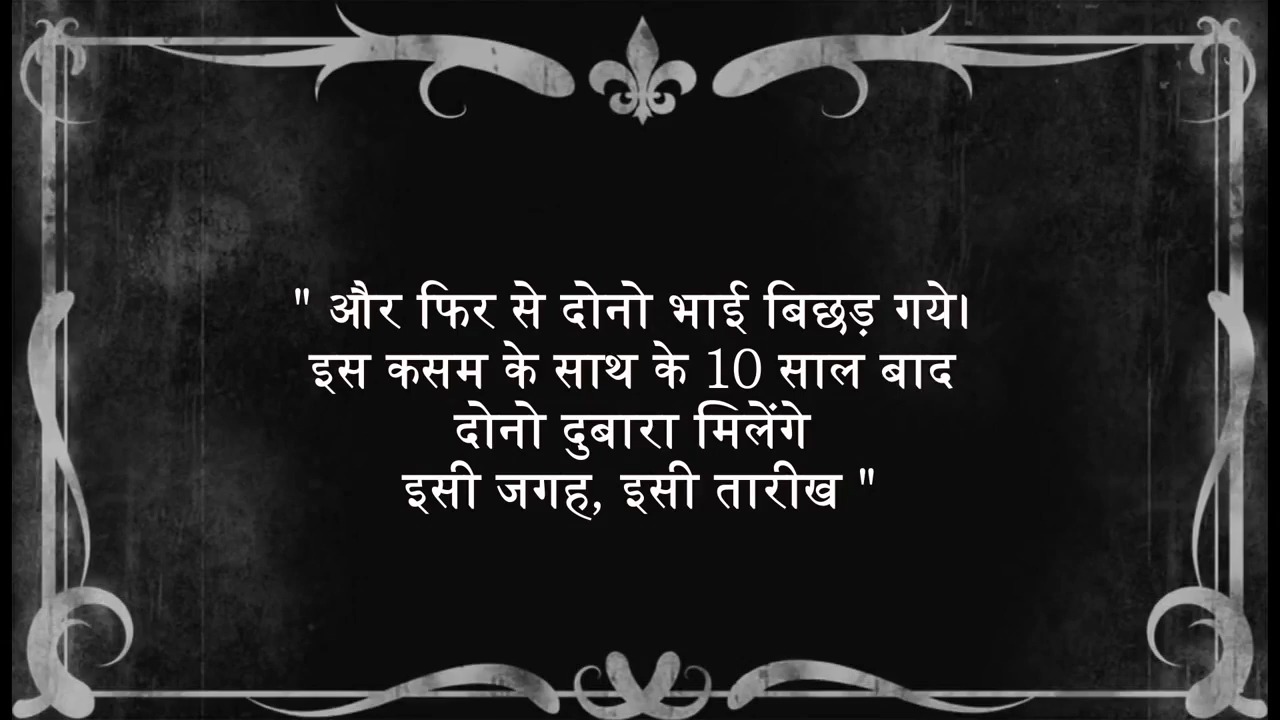 " और फिर से दोनो भाई बिछड़ गये।
इस कसम के साथ के 10 साल बाद
दोनो दुबारा मिलेंगे
इसी जगह, इसी तारीख "